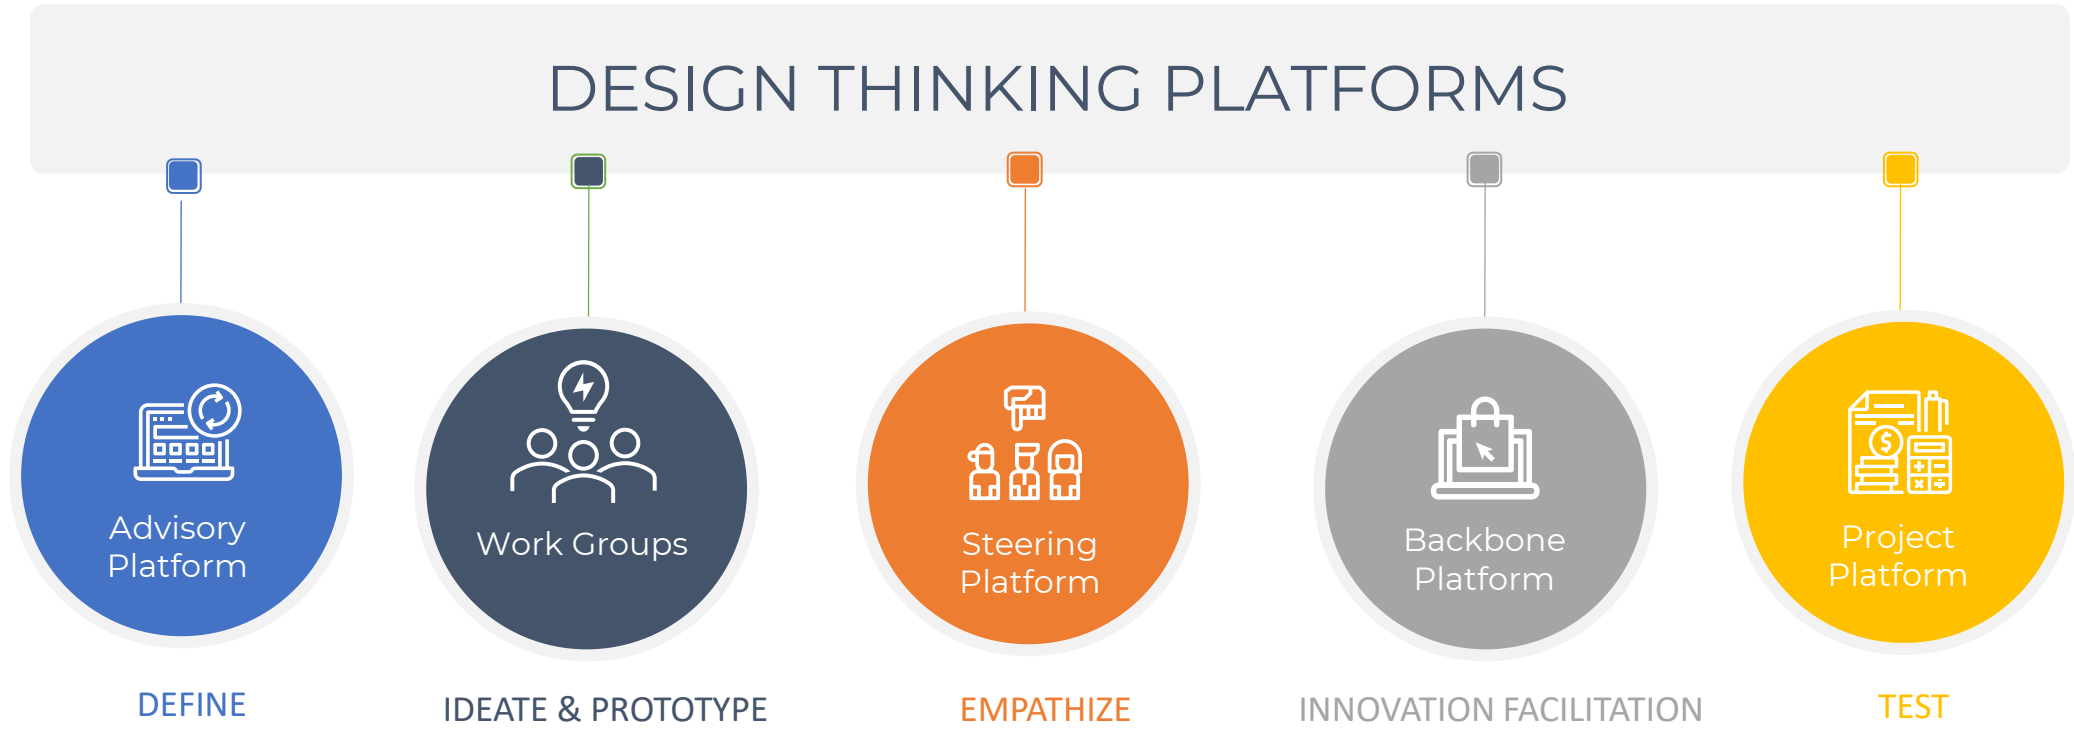 DESIGN THINKING PLATFORMS
Advisory
Platform
DEFINE
Work Groups
IDEATE & PROTOTYPE
Steering
Platform
EMPATHIZE
Backbone
Platform
INNOVATION FACILITATION
Project
Platform
TEST